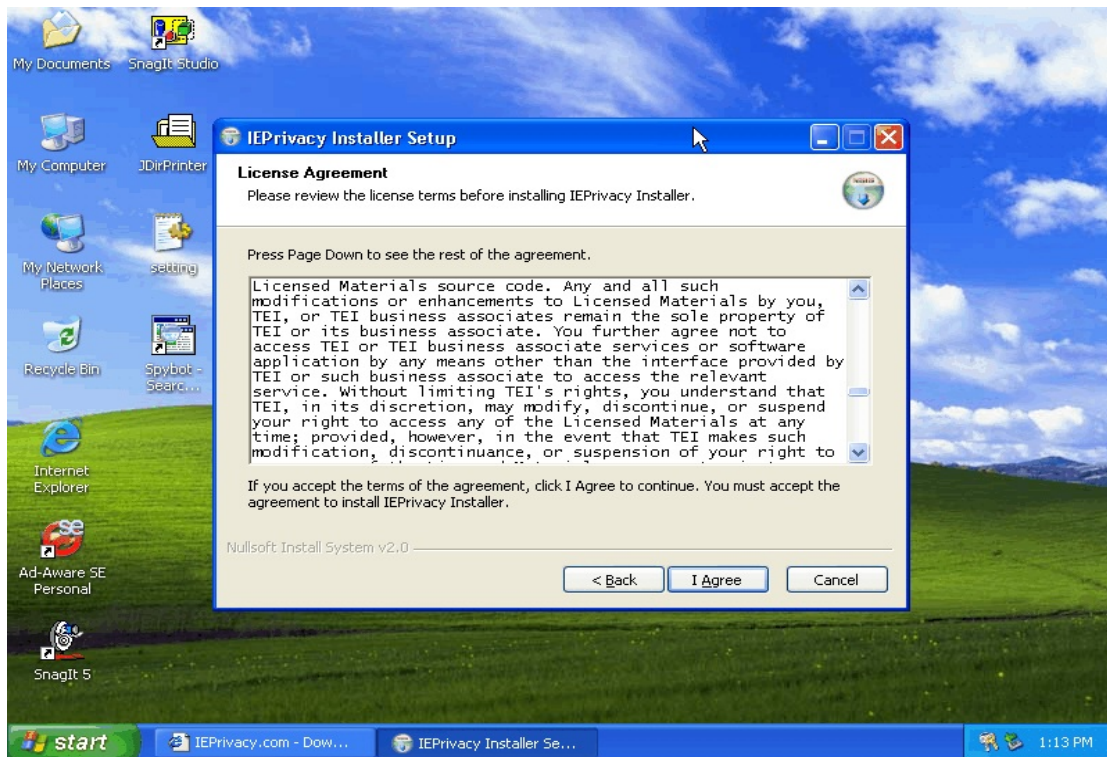 My Documents
SnagIt Studio
My Computer
JDirPrinter
My Network
Places
setting
Recycle Bin
Spybot -
Searc...
Internet
Explorer
Ad-Aware SE
Personal
SnagIt 5
IEPrivacy Installer Setup
License Agreement
Please review the license terms before installing IEPrivacy Installer.
Press Page Down to see the rest of the agreement.
Licensed Materials source code. Any and all such
modifications or enhancements to Licensed Materials by you,
TEI, or TEI business associates remain the sole property of
TEI or its business associate. You further agree not to
access TEI or TEI business associate services or software
application by any means other than the interface provided by
TEI or such business associate to access the relevant
service. Without limiting TEI's rights, you understand that
TEI, in its discretion, may modify, discontinue, or suspend
your right to access any of the Licensed Materials at any
time; provided, however, in the event that TEI makes such
modification, discontinuance, or suspension of your right to
If you accept the terms of the agreement, click I Agree to continue. You must accept the
agreement to install IEPrivacy Installer.
Nullsoft Install System v2.0
< Back
I Agree
Cancel
start
IEPrivacy.com - Dow...
IEPrivacy Installer Se...
1:13 PM